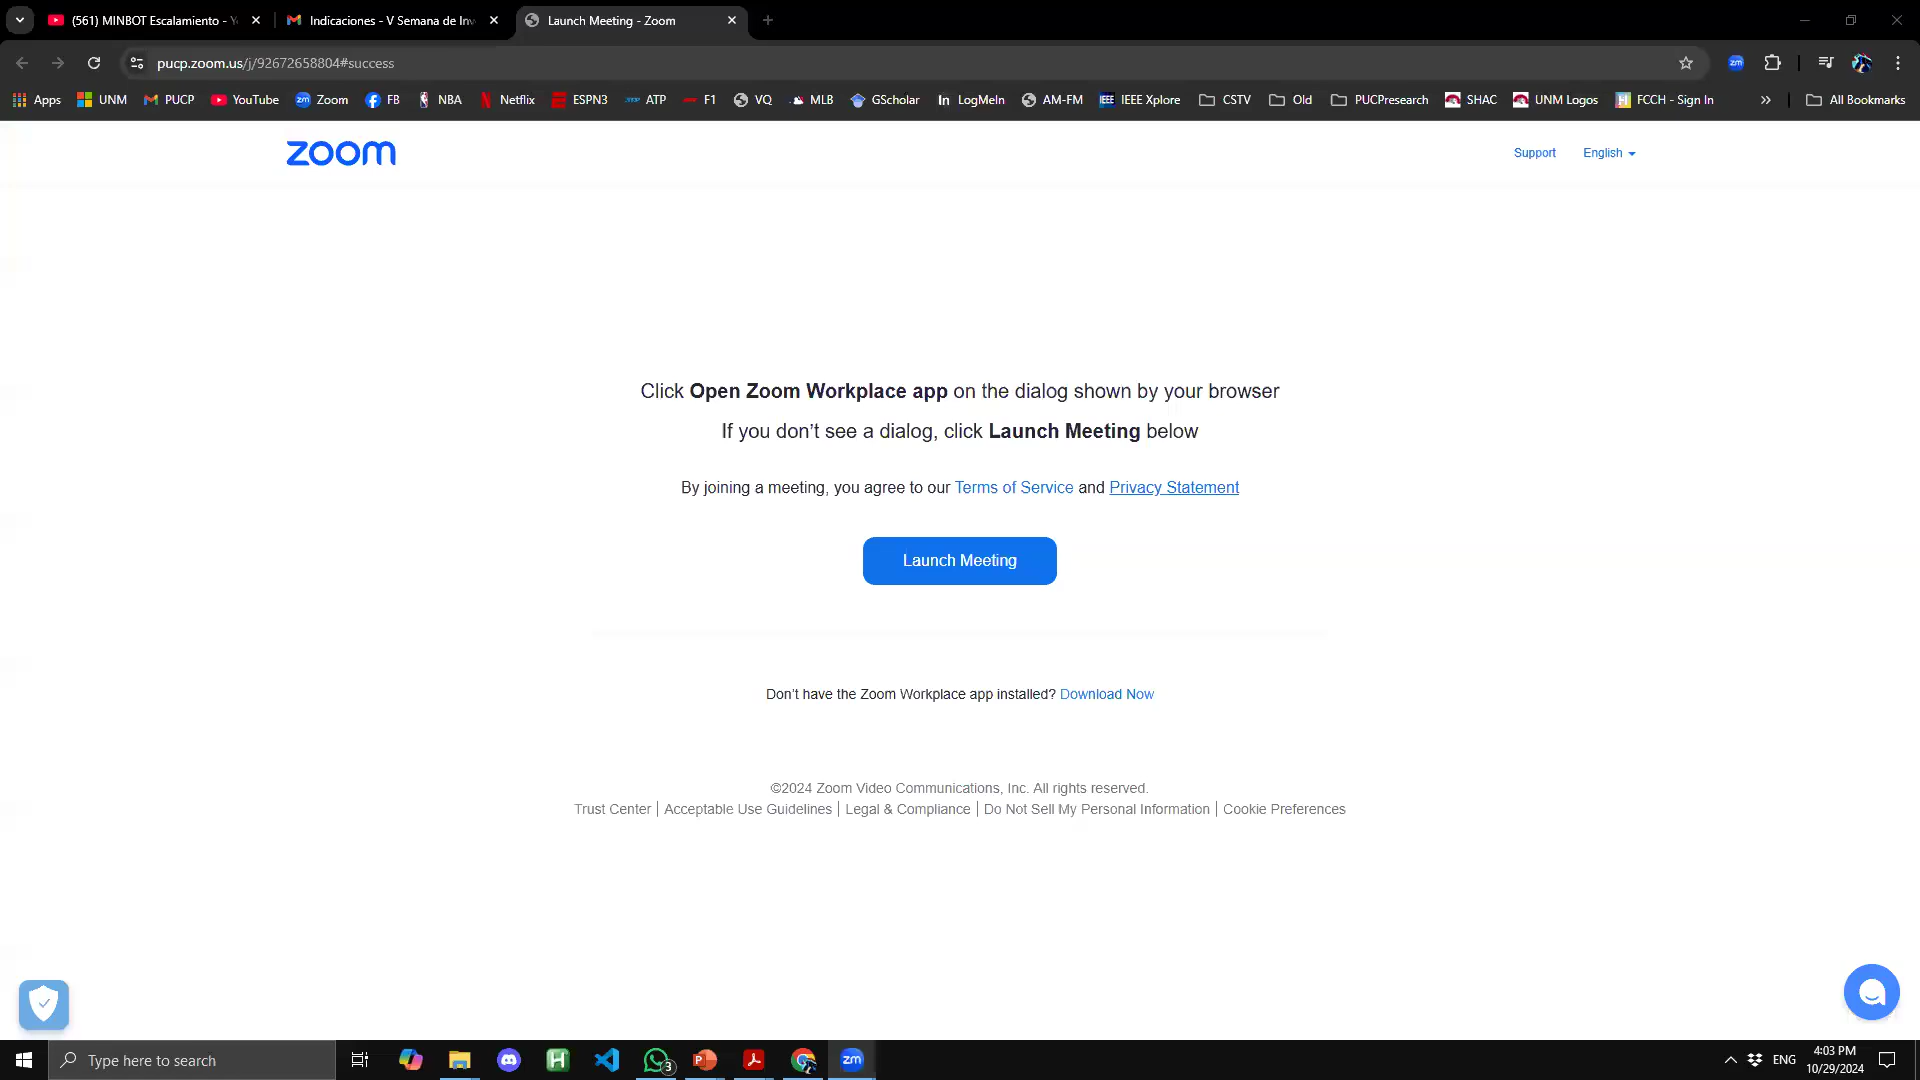 (561) MINBOT Escalamiento - Y
Indicaciones - V Semana de Inv
Launch Meeting - Zoom
pucp.zoom.us/j/92672658804#success
Apps
UNM
PUCP
YouTube
zm Zoom
FB
NBA
Netflix
ESPN3
ATP
F1
VQ
MLB
GScholar
In LogMeIn
AM-FM
IEEE IEEE Xplore
CSTV
Old
PUCPresearch
SHAC
UNM Logos
FCCH - Sign In
All Bookmarks
zoom
Support
English
Click Open Zoom Workplace app on the dialog shown by your browser
If you don’t see a dialog, click Launch Meeting below
By joining a meeting, you agree to our Terms of Service and Privacy Statement
Launch Meeting
Don’t have the Zoom Workplace app installed? Download Now
©2024 Zoom Video Communications, Inc. All rights reserved.
Trust Center | Acceptable Use Guidelines | Legal & Compliance | Do Not Sell My Personal Information | Cookie Preferences
Type here to search
3
zm
ENG
4:03 PM
10/29/2024